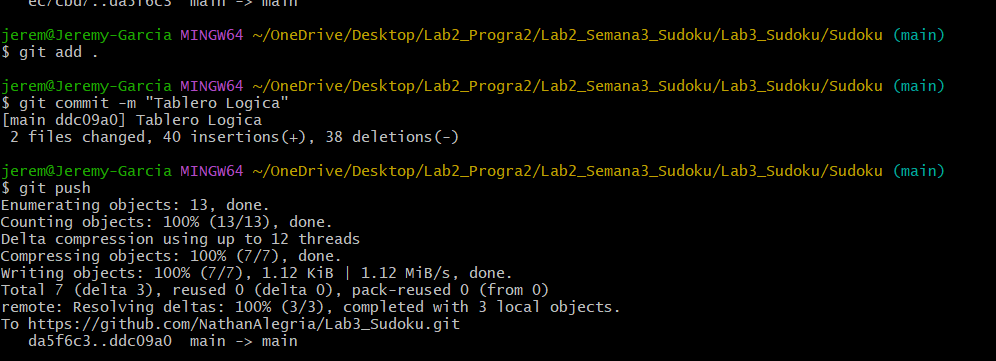 ec7cbd7..da5f6c3  main -> main
jerem@Jeremy-Garcia MINGW64 ~/OneDrive/Desktop/Lab2_Progra2/Lab2_Semana3_Sudoku/Lab3_Sudoku/Sudoku (main)
$ git add .
jerem@Jeremy-Garcia MINGW64 ~/OneDrive/Desktop/Lab2_Progra2/Lab2_Semana3_Sudoku/Lab3_Sudoku/Sudoku (main)
$ git commit -m "Tablero Logica"
[main ddc09a0] Tablero Logica
 2 files changed, 40 insertions(+), 38 deletions(-)
jerem@Jeremy-Garcia MINGW64 ~/OneDrive/Desktop/Lab2_Progra2/Lab2_Semana3_Sudoku/Lab3_Sudoku/Sudoku (main)
$ git push
Enumerating objects: 13, done.
Counting objects: 100% (13/13), done.
Delta compression using up to 12 threads
Compressing objects: 100% (7/7), done.
Writing objects: 100% (7/7), 1.12 KiB | 1.12 MiB/s, done.
Total 7 (delta 3), reused 0 (delta 0), pack-reused 0 (from 0)
remote: Resolving deltas: 100% (3/3), completed with 3 local objects.
To https://github.com/NathanAlegria/Lab3_Sudoku.git
   da5f6c3..ddc09a0  main -> main